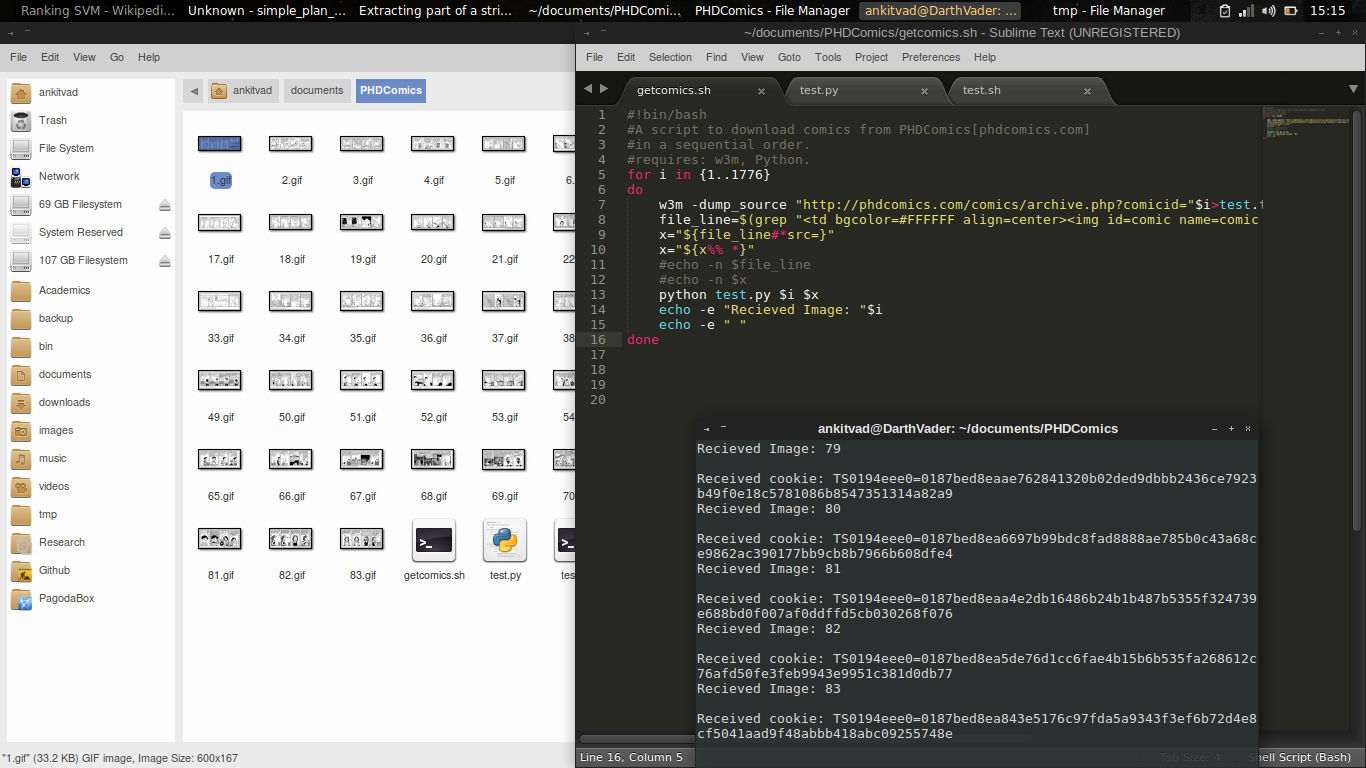 Ranking SVM - Wikipedi...
Unknown - simple_plan_...
Extracting part of a stri...
~/documents/PHDComi...
PHDComics - File Manager
ankitvad@DarthVader: ...
tmp - File Manager
15:15
File Edit View Go Help
ankitvad documents PHDComics
ankitvad
Trash
File System
Network
69 GB Filesystem
System Reserved
107 GB Filesystem
Academics
backup
bin
documents
downloads
images
music
videos
tmp
Research
Github
PagodaBox
1.gif 2.gif 3.gif 4.gif 5.gif 6.
17.gif 18.gif 19.gif 20.gif 21.gif 22
33.gif 34.gif 35.gif 36.gif 37.gif 38
49.gif 50.gif 51.gif 52.gif 53.gif 54
65.gif 66.gif 67.gif 68.gif 69.gif 70
81.gif 82.gif 83.gif getcomics.sh test.py tes
"1.gif" (33.2 KB) GIF image, Image Size: 600x167
~/documents/PHDComics/getcomics.sh - Sublime Text (UNREGISTERED)
File Edit Selection Find View Goto Tools Project Preferences Help
getcomics.sh test.py test.sh
1 #!bin/bash
2 #A script to download comics from PHDComics[phdcomics.com]
3 #in a sequential order.
4 #requires: w3m, Python.
5 for i in {1..1776}
6 do
7 w3m -dump_source "http://phdcomics.com/comics/archive.php?comicid="$i>test.t
8 file_line=$(grep "<td bgcolor=#FFFFFF align=center><img id=comic name=comic
9 x="${file_line#*src=}"
10 x="${x%% *}"
11 #echo -n $file_line
12 #echo -n $x
13 python test.py $i $x
14 echo -e "Recieved Image: "$i
15 echo -e " "
16 done
17
18
19
20
ankitvad@DarthVader: ~/documents/PHDComics
Recieved Image: 79
Received cookie: TS0194eee0=0187bed8eaae762841320b02ded9dbbb2436ce7923
b49f0e18c5781086b8547351314a82a9
Recieved Image: 80
Received cookie: TS0194eee0=0187bed8ea6697b99bdc8fad8888ae785b0c43a68c
e9862ac390177bb9cb8b7966b608dfe4
Recieved Image: 81
Received cookie: TS0194eee0=0187bed8eaa4e2db16486b24b1b487b5355f324739
e688bd0f007af0ddffd5cb030268f076
Recieved Image: 82
Received cookie: TS0194eee0=0187bed8ea5de76d1cc6fae4b15b6b535fa268612c
76afd50fe3feb9943e9951c381d0db77
Recieved Image: 83
Received cookie: TS0194eee0=0187bed8ea843e5176c97fda5a9343f3ef6b72d4e8
cf5041aad9f48abbb418abc09255748e
Line 16, Column 5
Tab Size: 4
Shell Script (Bash)